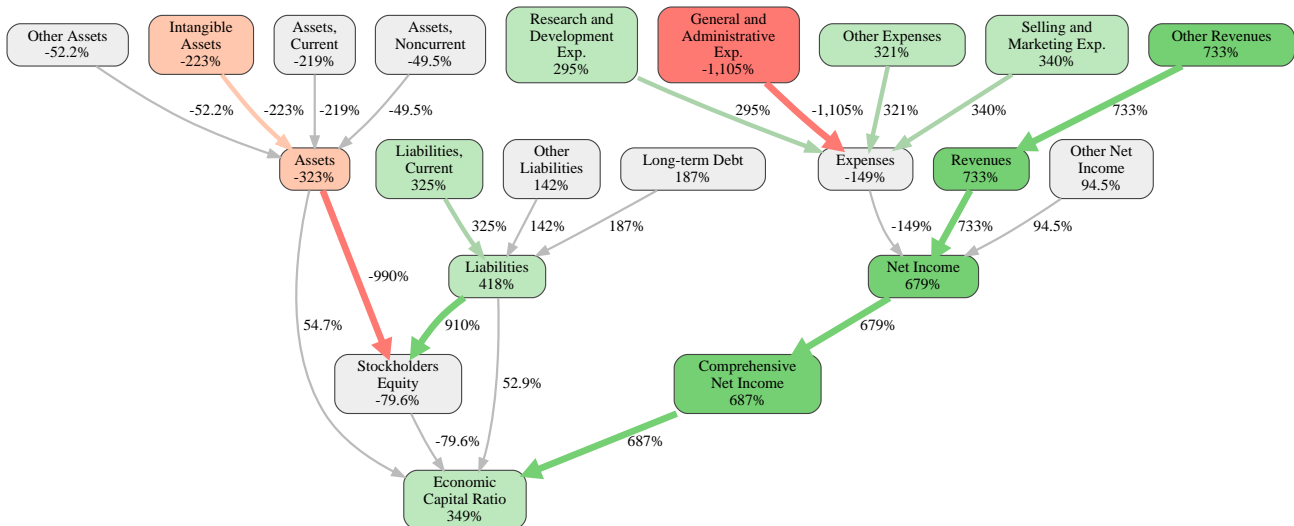 Other Assets
-52.2%
Intangible
Assets
-223%
Assets,
Current
-219%
Assets,
Noncurrent
-49.5%
Research and
Development
Exp.
295%
General and
Administrative
Exp.
-1,105%
Other Expenses
321%
Selling and
Marketing Exp.
340%
Other Revenues
733%
-52.2%
-223%
-219%
-49.5%
295%
-1,105%
321%
340%
733%
Assets
-323%
Liabilities,
Current
325%
Other
Liabilities
142%
Long-term Debt
187%
Expenses
-149%
Revenues
733%
Other Net
Income
94.5%
325%
142%
187%
-149%
733%
94.5%
-990%
Liabilities
418%
Net Income
679%
54.7%
910%
679%
Stockholders
Equity
-79.6%
52.9%
Comprehensive
Net Income
687%
-79.6%
687%
Economic
Capital Ratio
349%